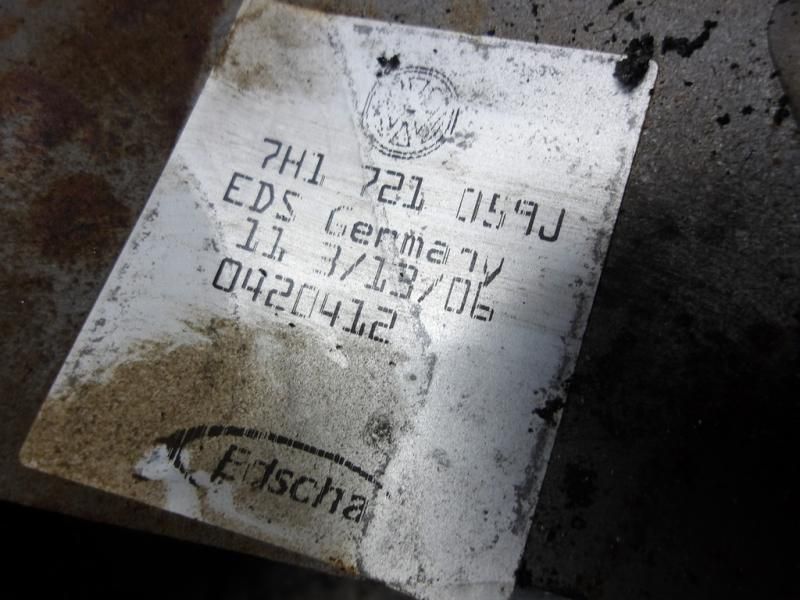 7H1 721 059J
EDS Germany
11 3/13/06
0420412
Edscha